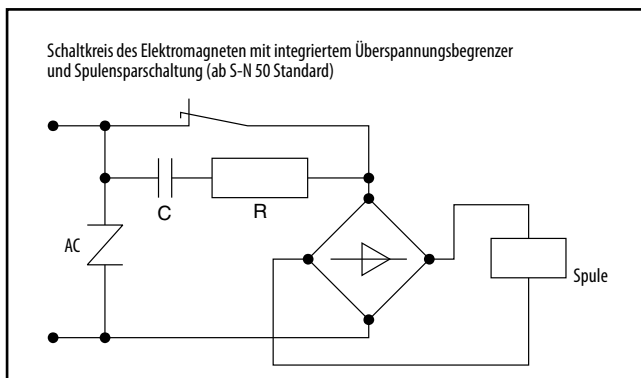 Schaltkreis des Elektromagneten mit integriertem Überspannungsbegrenzer
und Spulensparschaltung (ab S-N 50 Standard)
C
R
AC
Spule